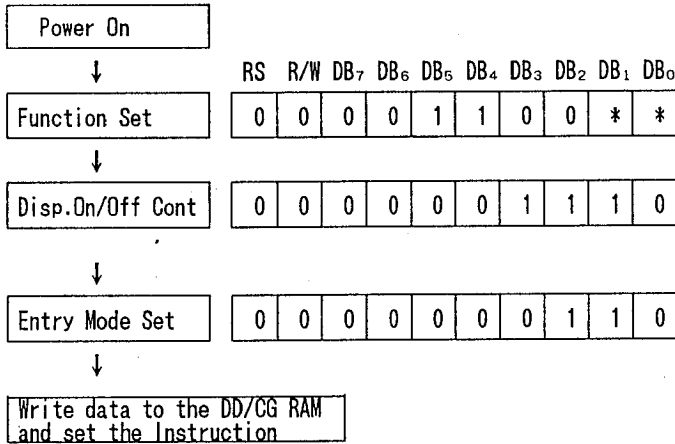 Power On
↓
RS R/W DB₇ DB₆ DB₅ DB₄ DB₃ DB₂ DB₁ DB₀
Function Set 0 0 0 0 1 1 0 0 * *
↓
Disp.On/Off Cont 0 0 0 0 0 0 1 1 1 0
↓
Entry Mode Set 0 0 0 0 0 0 0 1 1 0
↓
Write data to the DD/CG RAM
and set the Instruction